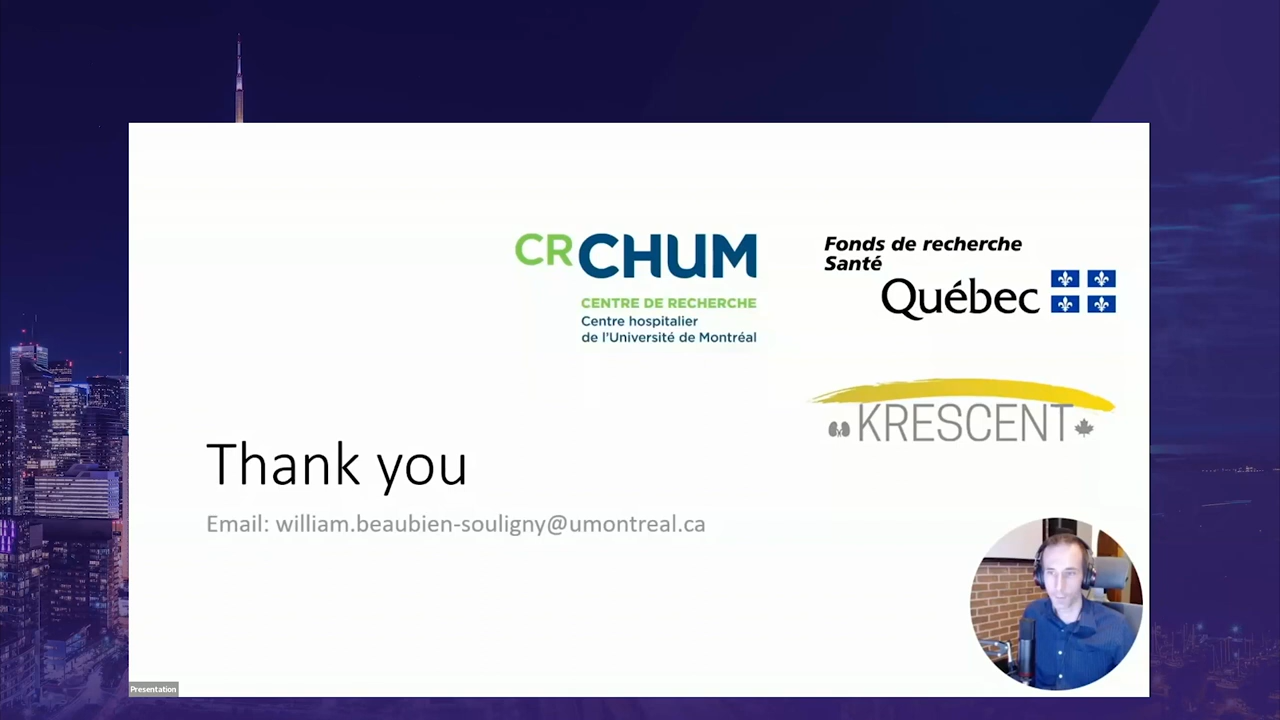 CRCHUM
CENTRE DE RECHERCHE
Centre hospitalier
de l'Université de Montréal
Fonds de recherche
Santé
Québec
KRESCENT
Thank you
Email: william.beaubien-souligny@umontreal.ca
Presentation